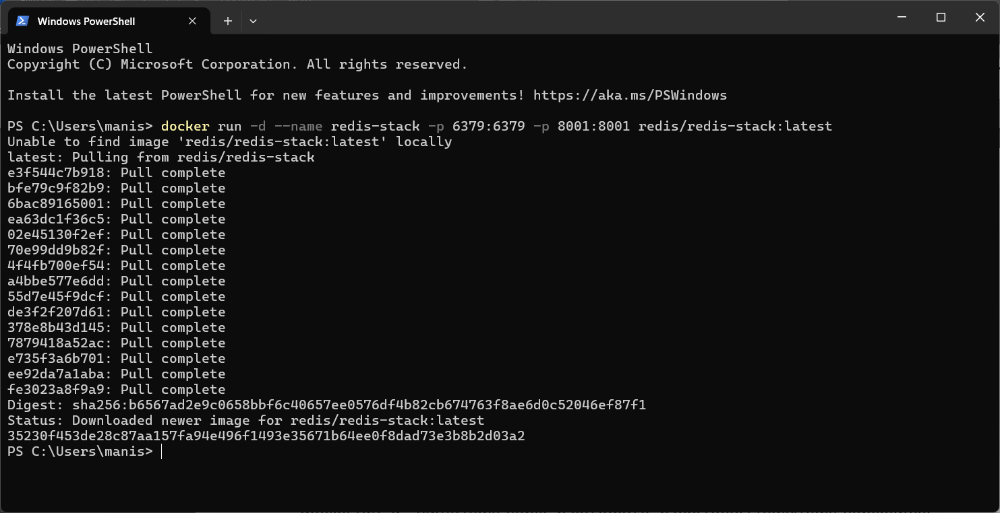 Windows PowerShell
Windows PowerShell
Copyright (C) Microsoft Corporation. All rights reserved.
Install the latest PowerShell for new features and improvements! https://aka.ms/PSWindows
PS C:\Users\manis> docker run -d --name redis-stack -p 6379:6379 -p 8001:8001 redis/redis-stack:latest
Unable to find image 'redis/redis-stack:latest' locally
latest: Pulling from redis/redis-stack
e3f544c7b918: Pull complete
bfe79c9f82b9: Pull complete
6bac89165001: Pull complete
ea63dc1f36c5: Pull complete
02e45130f2ef: Pull complete
70e99dd9b82f: Pull complete
4f4fb700ef54: Pull complete
a4bbe577e6dd: Pull complete
55d7e45f9dcf: Pull complete
de3f2f207d61: Pull complete
378e8b43d145: Pull complete
7879418a52ac: Pull complete
e735f3a6b701: Pull complete
ee92da7a1aba: Pull complete
fe3023a8f9a9: Pull complete
Digest: sha256:b6567ad2e9c0658bbf6c40657ee0576df4b82cb674763f8ae6d0c52046ef87f1
Status: Downloaded newer image for redis/redis-stack:latest
35230f453de28c87aa157fa94e496f1493e35671b64ee0f8dad73e3b8b2d03a2
PS C:\Users\manis>